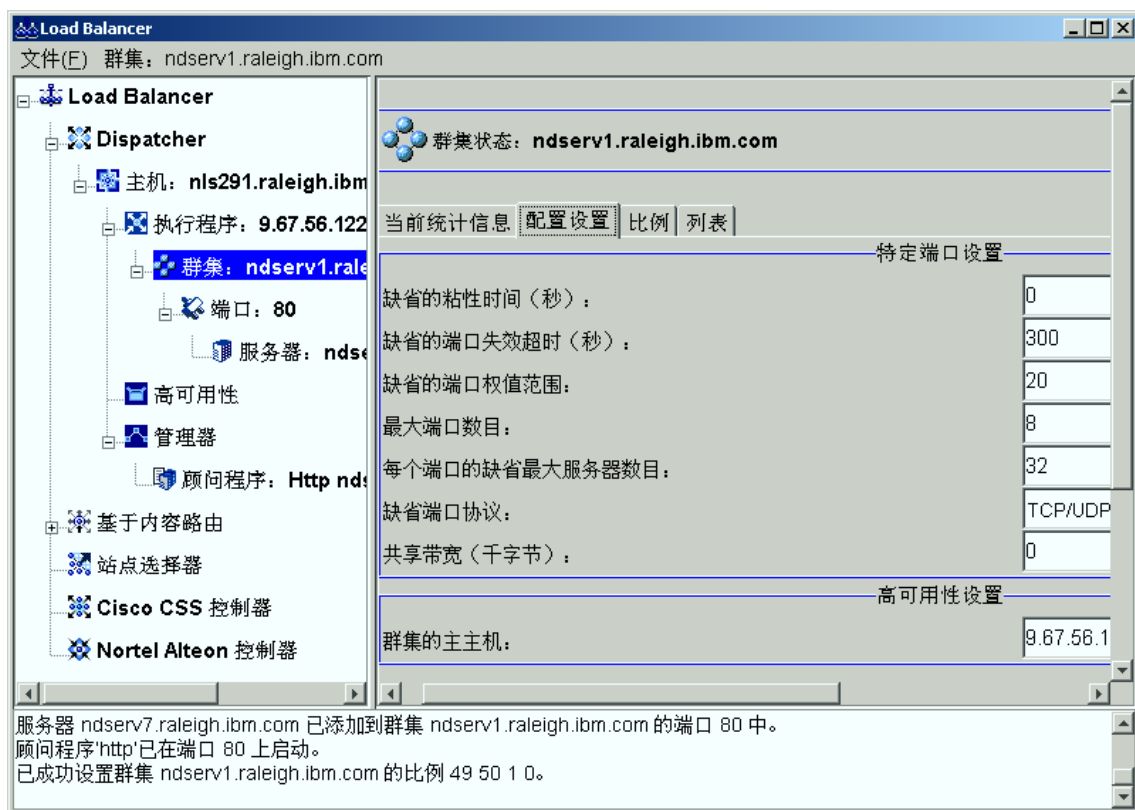 Load Balancer
文件(F) 群集：ndserv1.raleigh.ibm.com
Load Balancer
Dispatcher
主机：nls291.raleigh.ibm
执行程序：9.67.56.122
群集：ndserv1.rale
端口：80
服务器：ndse
高可用性
管理器
顾问程序：Http nds
基于内容路由
站点选择器
Cisco CSS 控制器
Nortel Alteon 控制器
群集状态：ndserv1.raleigh.ibm.com
当前统计信息 配置设置 比例 列表
特定端口设置
缺省的粘性时间（秒）： 0
缺省的端口失效超时（秒）： 300
缺省的端口权值范围： 20
最大端口数目： 8
每个端口的缺省最大服务器数目： 32
缺省端口协议： TCP/UDP
共享带宽（千字节）： 0
高可用性设置
群集的主主机： 9.67.56.1
服务器 ndserv7.raleigh.ibm.com 已添加到群集 ndserv1.raleigh.ibm.com 的端口 80 中。
顾问程序'http'已在端口 80 上启动。
已成功设置群集 ndserv1.raleigh.ibm.com 的比例 49 50 1 0。